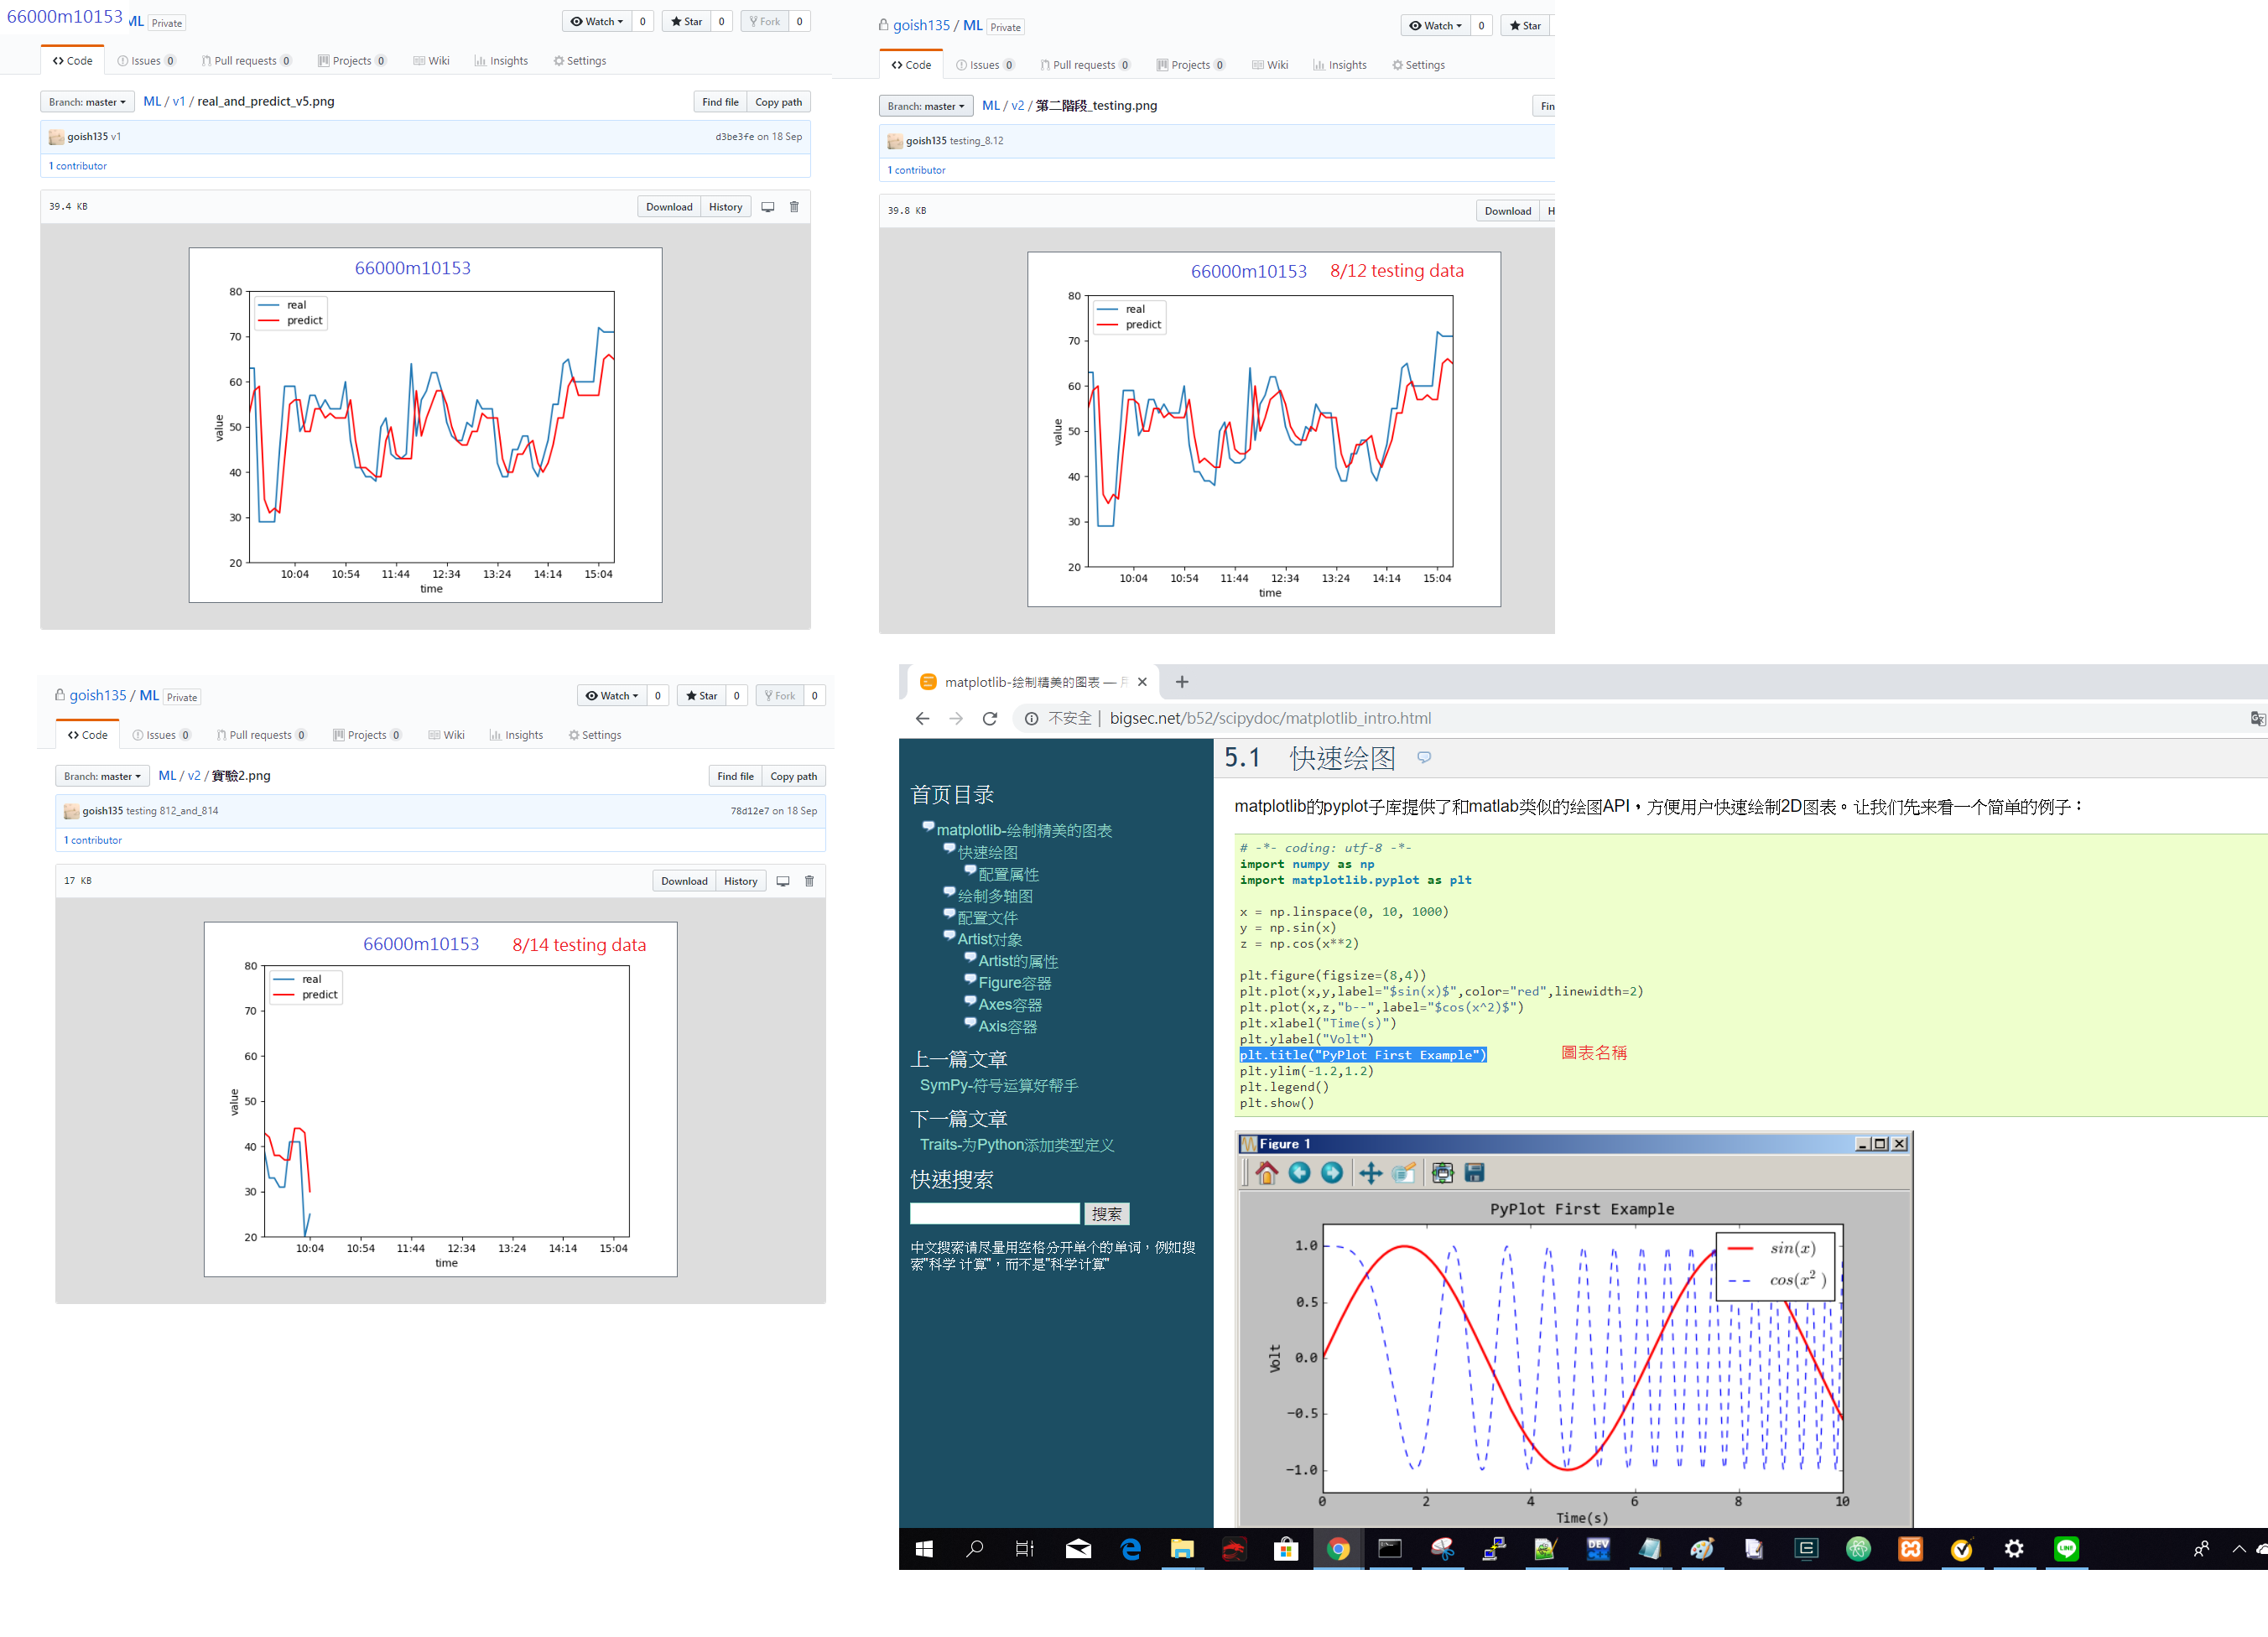 66000m10153 ML Private
Watch 0 Star 0 Fork 0
Code Issues 0 Pull requests 0 Projects 0 Wiki Insights Settings
Branch: master ML / v1 / real_and_predict_v5.png Find file Copy path
goish135 v1 d3be3fe on 18 Sep
1 contributor
39.4 KB Download History
66000m10153
real
predict
80
70
60
50
40
30
20
value
10:04 10:54 11:44 12:34 13:24 14:14 15:04
time
goish135 / ML Private
Watch 0 Star
Code Issues 0 Pull requests 0 Projects 0 Wiki Insights Settings
Branch: master ML / v2 / 第二階段_testing.png Fin
goish135 testing_8.12
1 contributor
39.8 KB Download H
66000m10153 8/12 testing data
real
predict
80
70
60
50
40
30
20
value
10:04 10:54 11:44 12:34 13:24 14:14 15:04
time
goish135 / ML Private
Watch 0 Star 0 Fork 0
Code Issues 0 Pull requests 0 Projects 0 Wiki Insights Settings
Branch: master ML / v2 / 實驗2.png Find file Copy path
goish135 testing 812_and_814 78d12e7 on 18 Sep
1 contributor
17 KB Download History
66000m10153 8/14 testing data
real
predict
80
70
60
50
40
30
20
value
10:04 10:54 11:44 12:34 13:24 14:14 15:04
time
matplotlib-绘制精美的图表 —
不安全 | bigsec.net/b52/scipydoc/matplotlib_intro.html
首页目录
matplotlib-绘制精美的图表
快速绘图
配置属性
绘制多轴图
配置文件
Artist对象
Artist的属性
Figure容器
Axes容器
Axis容器
上一篇文章
SymPy-符号运算好帮手
下一篇文章
Traits-为Python添加类型定义
快速搜索
搜索
中文搜索请尽量用空格分开单个的单词，例如搜
索"科学 计算"，而不是"科学计算"
5.1 快速绘图
matplotlib的pyplot子库提供了和matlab类似的绘图API，方便用户快速绘制2D图表。让我们先来看一个简单的例子：
# -*- coding: utf-8 -*-
import numpy as np
import matplotlib.pyplot as plt
x = np.linspace(0, 10, 1000)
y = np.sin(x)
z = np.cos(x**2)
plt.figure(figsize=(8,4))
plt.plot(x,y,label="$sin(x)$",color="red",linewidth=2)
plt.plot(x,z,"b--",label="$cos(x^2)$")
plt.xlabel("Time(s)")
plt.ylabel("Volt")
plt.title("PyPlot First Example") 圖表名稱
plt.ylim(-1.2,1.2)
plt.legend()
plt.show()
Figure 1
PyPlot First Example
sin(x)
cos(x²)
1.0
0.5
0.0
−0.5
−1.0
Volt
0 2 4 6 8 10
Time(s)
DEV
LINE